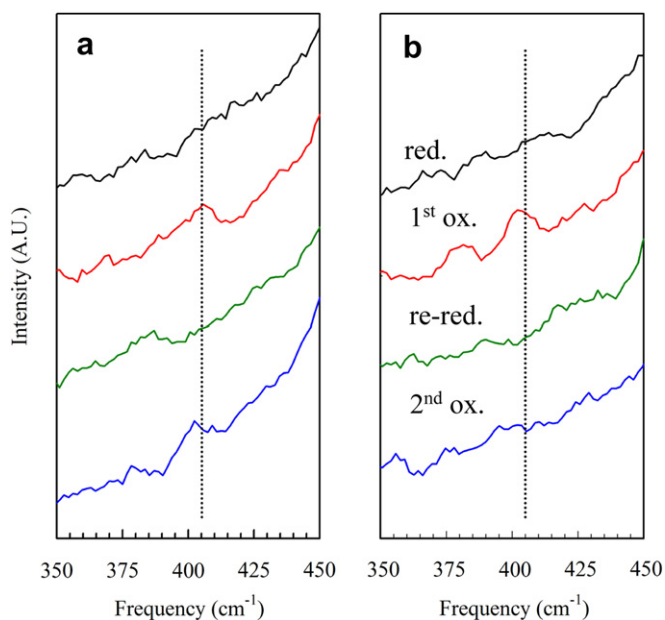 a
b
red.
1st ox.
re-red.
2nd ox.
Intensity (A.U.)
350 375 400 425 450
350 375 400 425 450
Frequency (cm-1)
Frequency (cm-1)